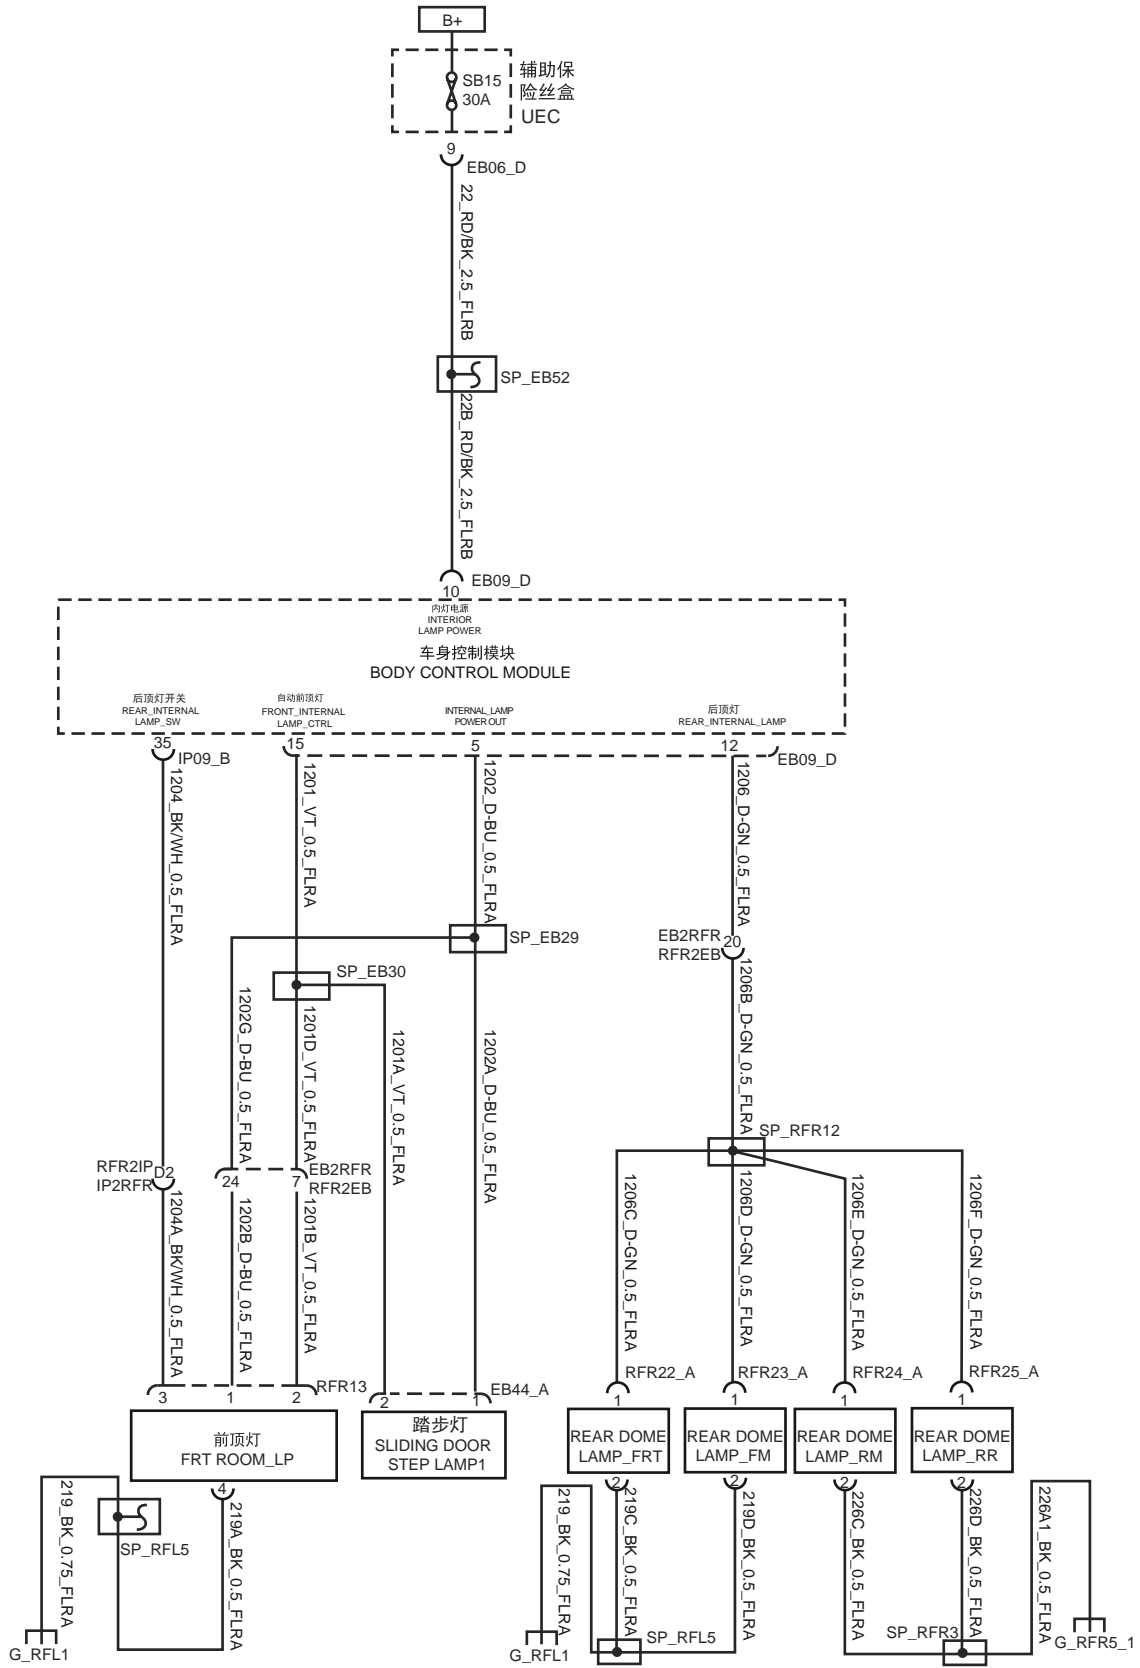 B+
SB15
30A
辅助保
险丝盒
UEC
9
EB06_D
22_RD/BK_2.5_FLRB
SP_EB52
22B_RD/BK_2.5_FLRB
EB09_D
10
内灯电源
INTERIOR
LAMP POWER
车身控制模块
BODY CONTROL MODULE
后顶灯开关
REAR_INTERNAL
LAMP_SW
自动前顶灯
FRONT_INTERNAL
LAMP_CTRL
INTERNAL_LAMP
POWER OUT
后顶灯
REAR_INTERNAL_LAMP
35
IP09_B
15
5
12
EB09_D
1204_BK/WH_0.5_FLRA
1201_VT_0.5_FLRA
1202_D-BU_0.5_FLRA
1206_D-GN_0.5_FLRA
SP_EB29
EB2RFR
RFR2EB
20
SP_EB30
1202G_D-BU_0.5_FLRA
1201D_VT_0.5_FLRA
1201A_VT_0.5_FLRA
1202A_D-BU_0.5_FLRA
1206B_D-GN_0.5_FLRA
SP_RFR12
RFR2IP
IP2RFR
D2
24
7
EB2RFR
RFR2EB
1204A_BK/WH_0.5_FLRA
1202B_D-BU_0.5_FLRA
1201B_VT_0.5_FLRA
1206C_D-GN_0.5_FLRA
1206D_D-GN_0.5_FLRA
1206E_D-GN_0.5_FLRA
1206F_D-GN_0.5_FLRA
3
1
2
RFR13
2
1
EB44_A
RFR22_A
1
RFR23_A
1
RFR24_A
1
RFR25_A
1
前顶灯
FRT ROOM_LP
踏步灯
SLIDING DOOR
STEP LAMP1
REAR DOME
LAMP_FRT
REAR DOME
LAMP_FM
REAR DOME
LAMP_RM
REAR DOME
LAMP_RR
4
2
2
2
2
219_BK_0.75_FLRA
SP_RFL5
219A_BK_0.5_FLRA
G_RFL1
219_BK_0.75_FLRA
219C_BK_0.5_FLRA
219D_BK_0.5_FLRA
226C_BK_0.5_FLRA
226D_BK_0.5_FLRA
226A1_BK_0.5_FLRA
G_RFL1
SP_RFL5
SP_RFR3
G_RFR5_1